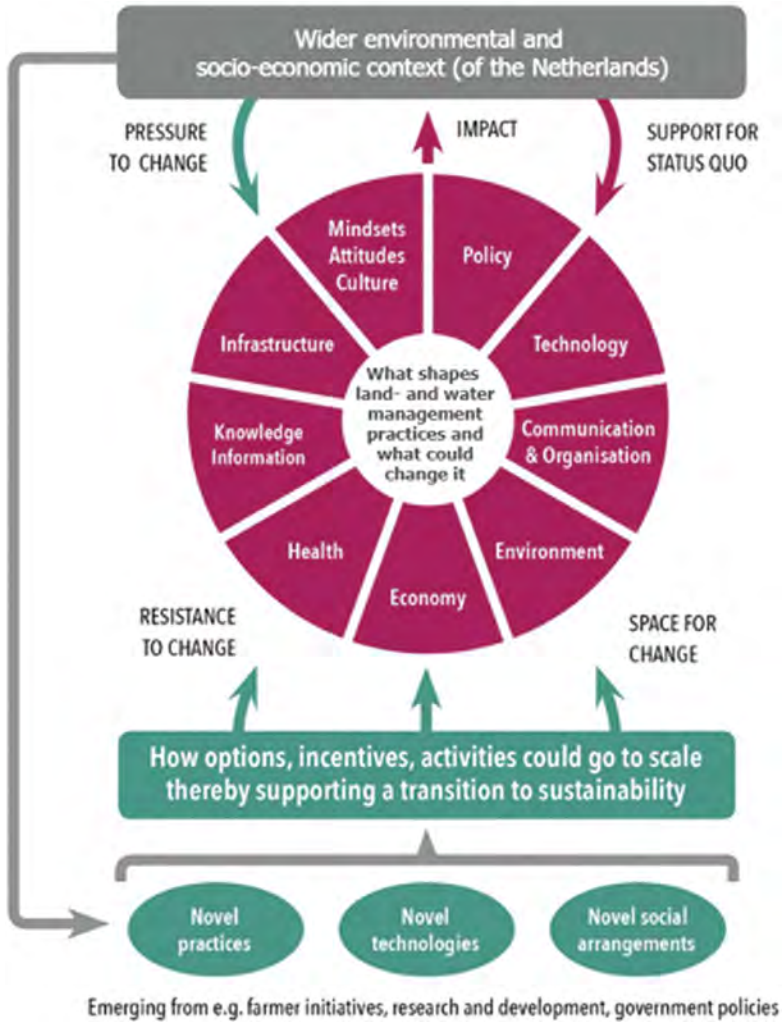 Wider environmental and
socio-economic context (of the Netherlands)
PRESSURE
TO CHANGE
IMPACT
SUPPORT FOR
STATUS QUO
Mindsets
Attitudes
Culture
Policy
Infrastructure
Technology
What shapes
land- and water
management
practices and
what could
change it
Knowledge
Information
Communication
& Organisation
Health
Environment
Economy
RESISTANCE
TO CHANGE
SPACE FOR
CHANGE
How options, incentives, activities could go to scale
thereby supporting a transition to sustainability
Novel
practices
Novel
technologies
Novel social
arrangements
Emerging from e.g. farmer initiatives, research and development, government policies